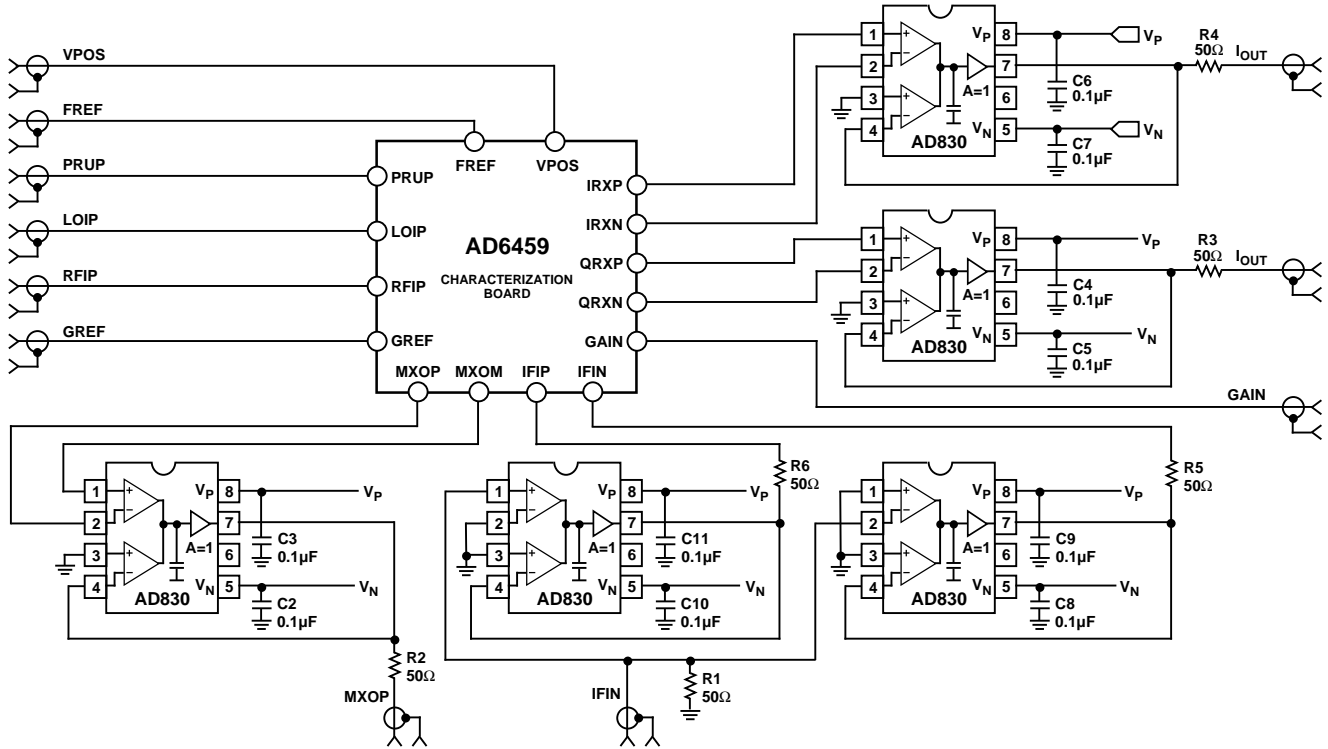 VPOS
FREF
PRUP
LOIP
RFIP
GREF
FREF
VPOS
PRUP
LOIP
RFIP
GREF
AD6459
CHARACTERIZATION
BOARD
IRXP
IRXN
QRXP
QRXN
GAIN
MXOP
MXOM
IFIP
IFIN
1
2
3
4
+
−
+
−
A=1
VP
VN
8
7
6
5
AD830
VP
C6
0.1µF
VN
C7
0.1µF
R4
50Ω
IOUT
1
2
3
4
+
−
+
−
A=1
VP
VN
8
7
6
5
AD830
VP
C4
0.1µF
VN
C5
0.1µF
R3
50Ω
IOUT
GAIN
1
2
3
4
+
−
+
−
A=1
VP
VN
8
7
6
5
AD830
VP
C3
0.1µF
VN
C2
0.1µF
R2
50Ω
MXOP
1
2
3
4
+
−
+
−
A=1
VP
VN
8
7
6
5
AD830
R6
50Ω
VP
C11
0.1µF
VN
C10
0.1µF
IFIN
R1
50Ω
1
2
3
4
+
−
+
−
A=1
VP
VN
8
7
6
5
AD830
R5
50Ω
VP
C9
0.1µF
VN
C8
0.1µF